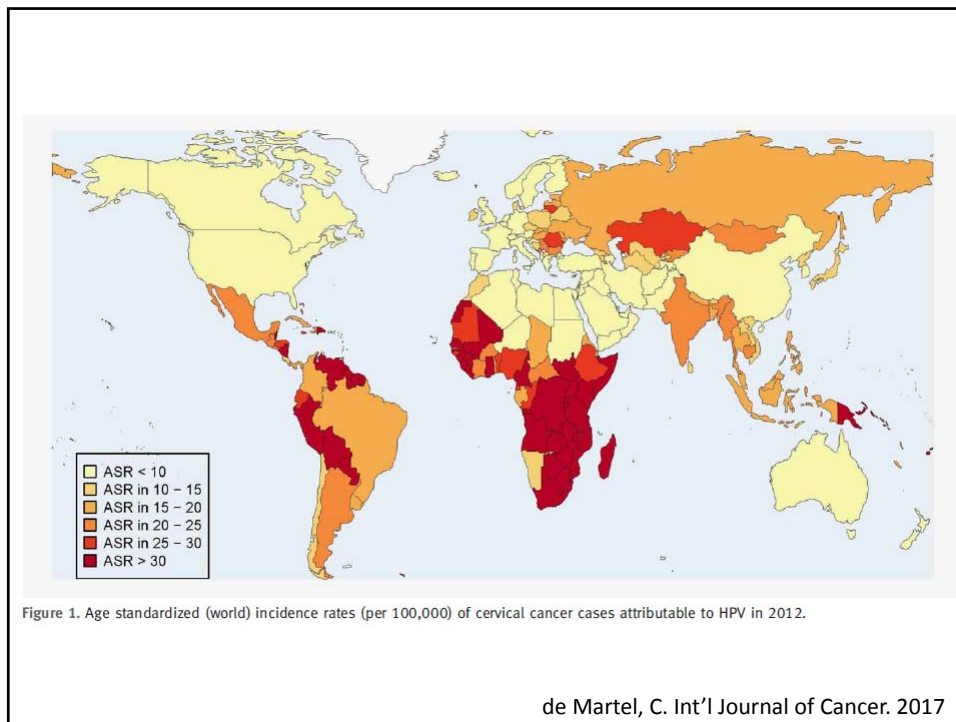 ASR < 10
ASR in 10 – 15
ASR in 15 – 20
ASR in 20 – 25
ASR in 25 – 30
ASR > 30
Figure 1. Age standardized (world) incidence rates (per 100,000) of cervical cancer cases attributable to HPV in 2012.
de Martel, C. Int’l Journal of Cancer. 2017